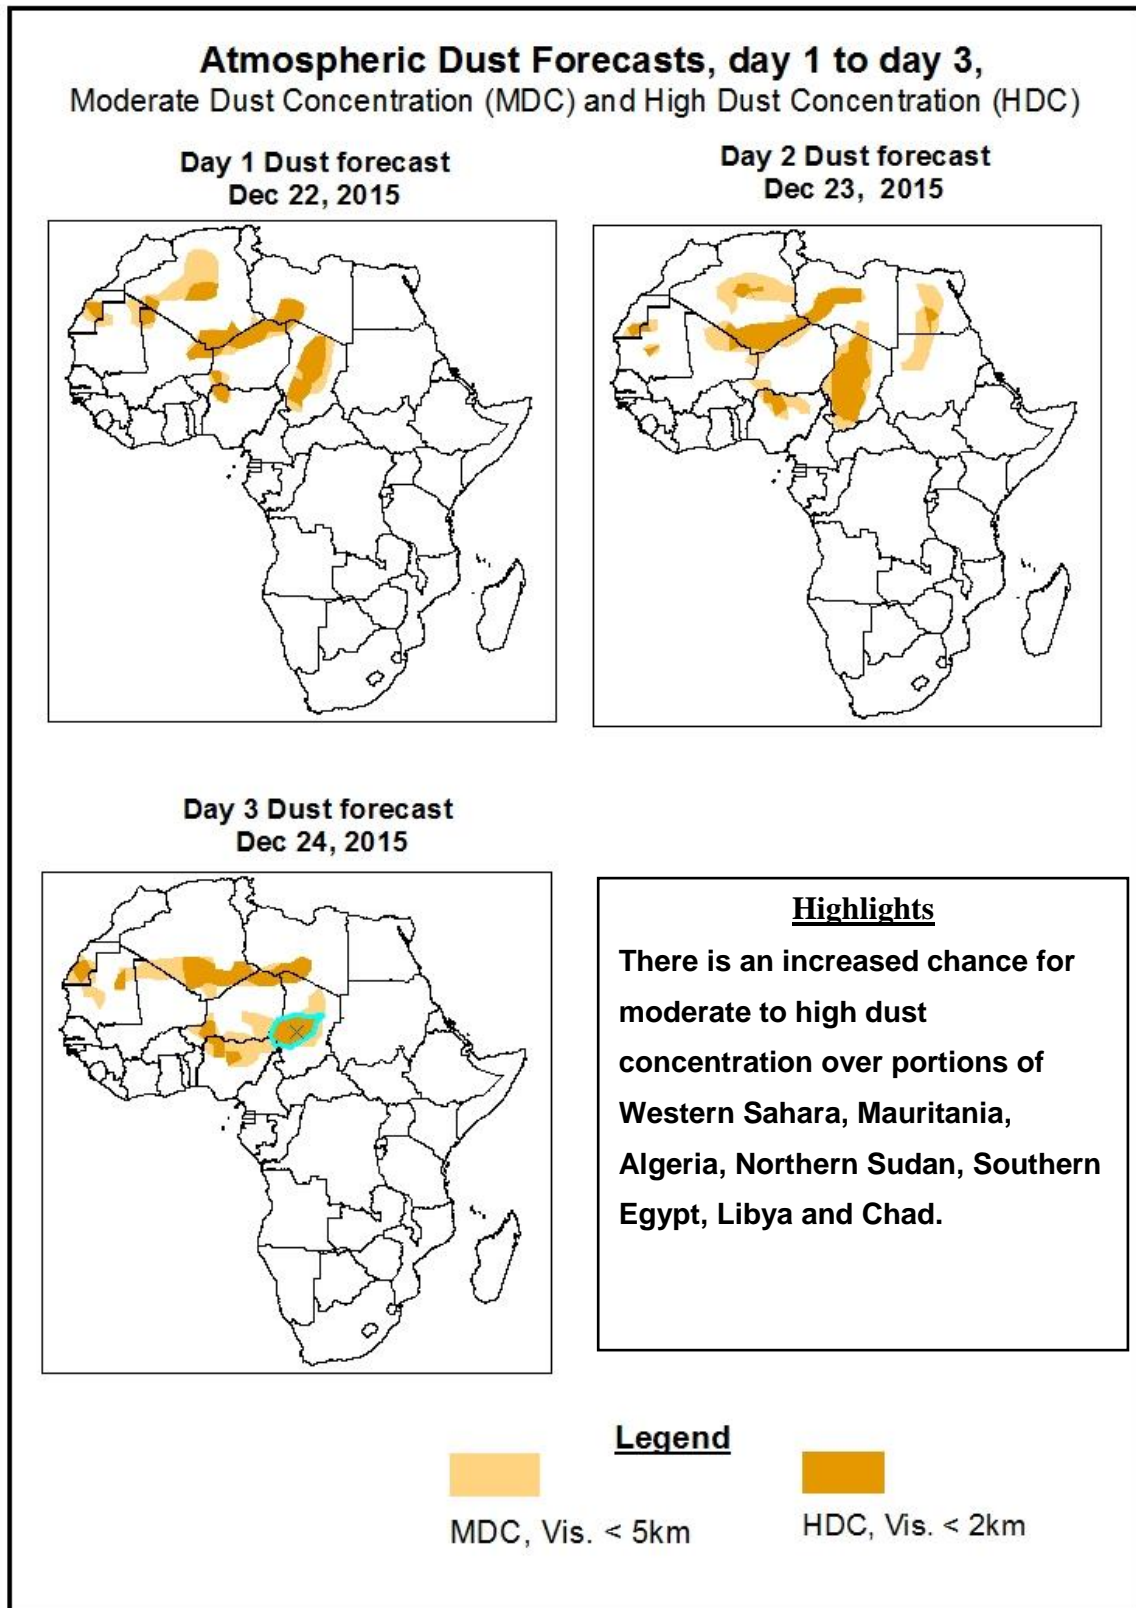 Atmospheric Dust Forecasts, day 1 to day 3,
Moderate Dust Concentration (MDC) and High Dust Concentration (HDC)
Day 1 Dust forecast
Dec 22, 2015
Day 2 Dust forecast
Dec 23, 2015
Day 3 Dust forecast
Dec 24, 2015
Highlights
There is an increased chance for
moderate to high dust
concentration over portions of
Western Sahara, Mauritania,
Algeria, Northern Sudan, Southern
Egypt, Libya and Chad.
Legend
MDC, Vis. < 5km
HDC, Vis. < 2km